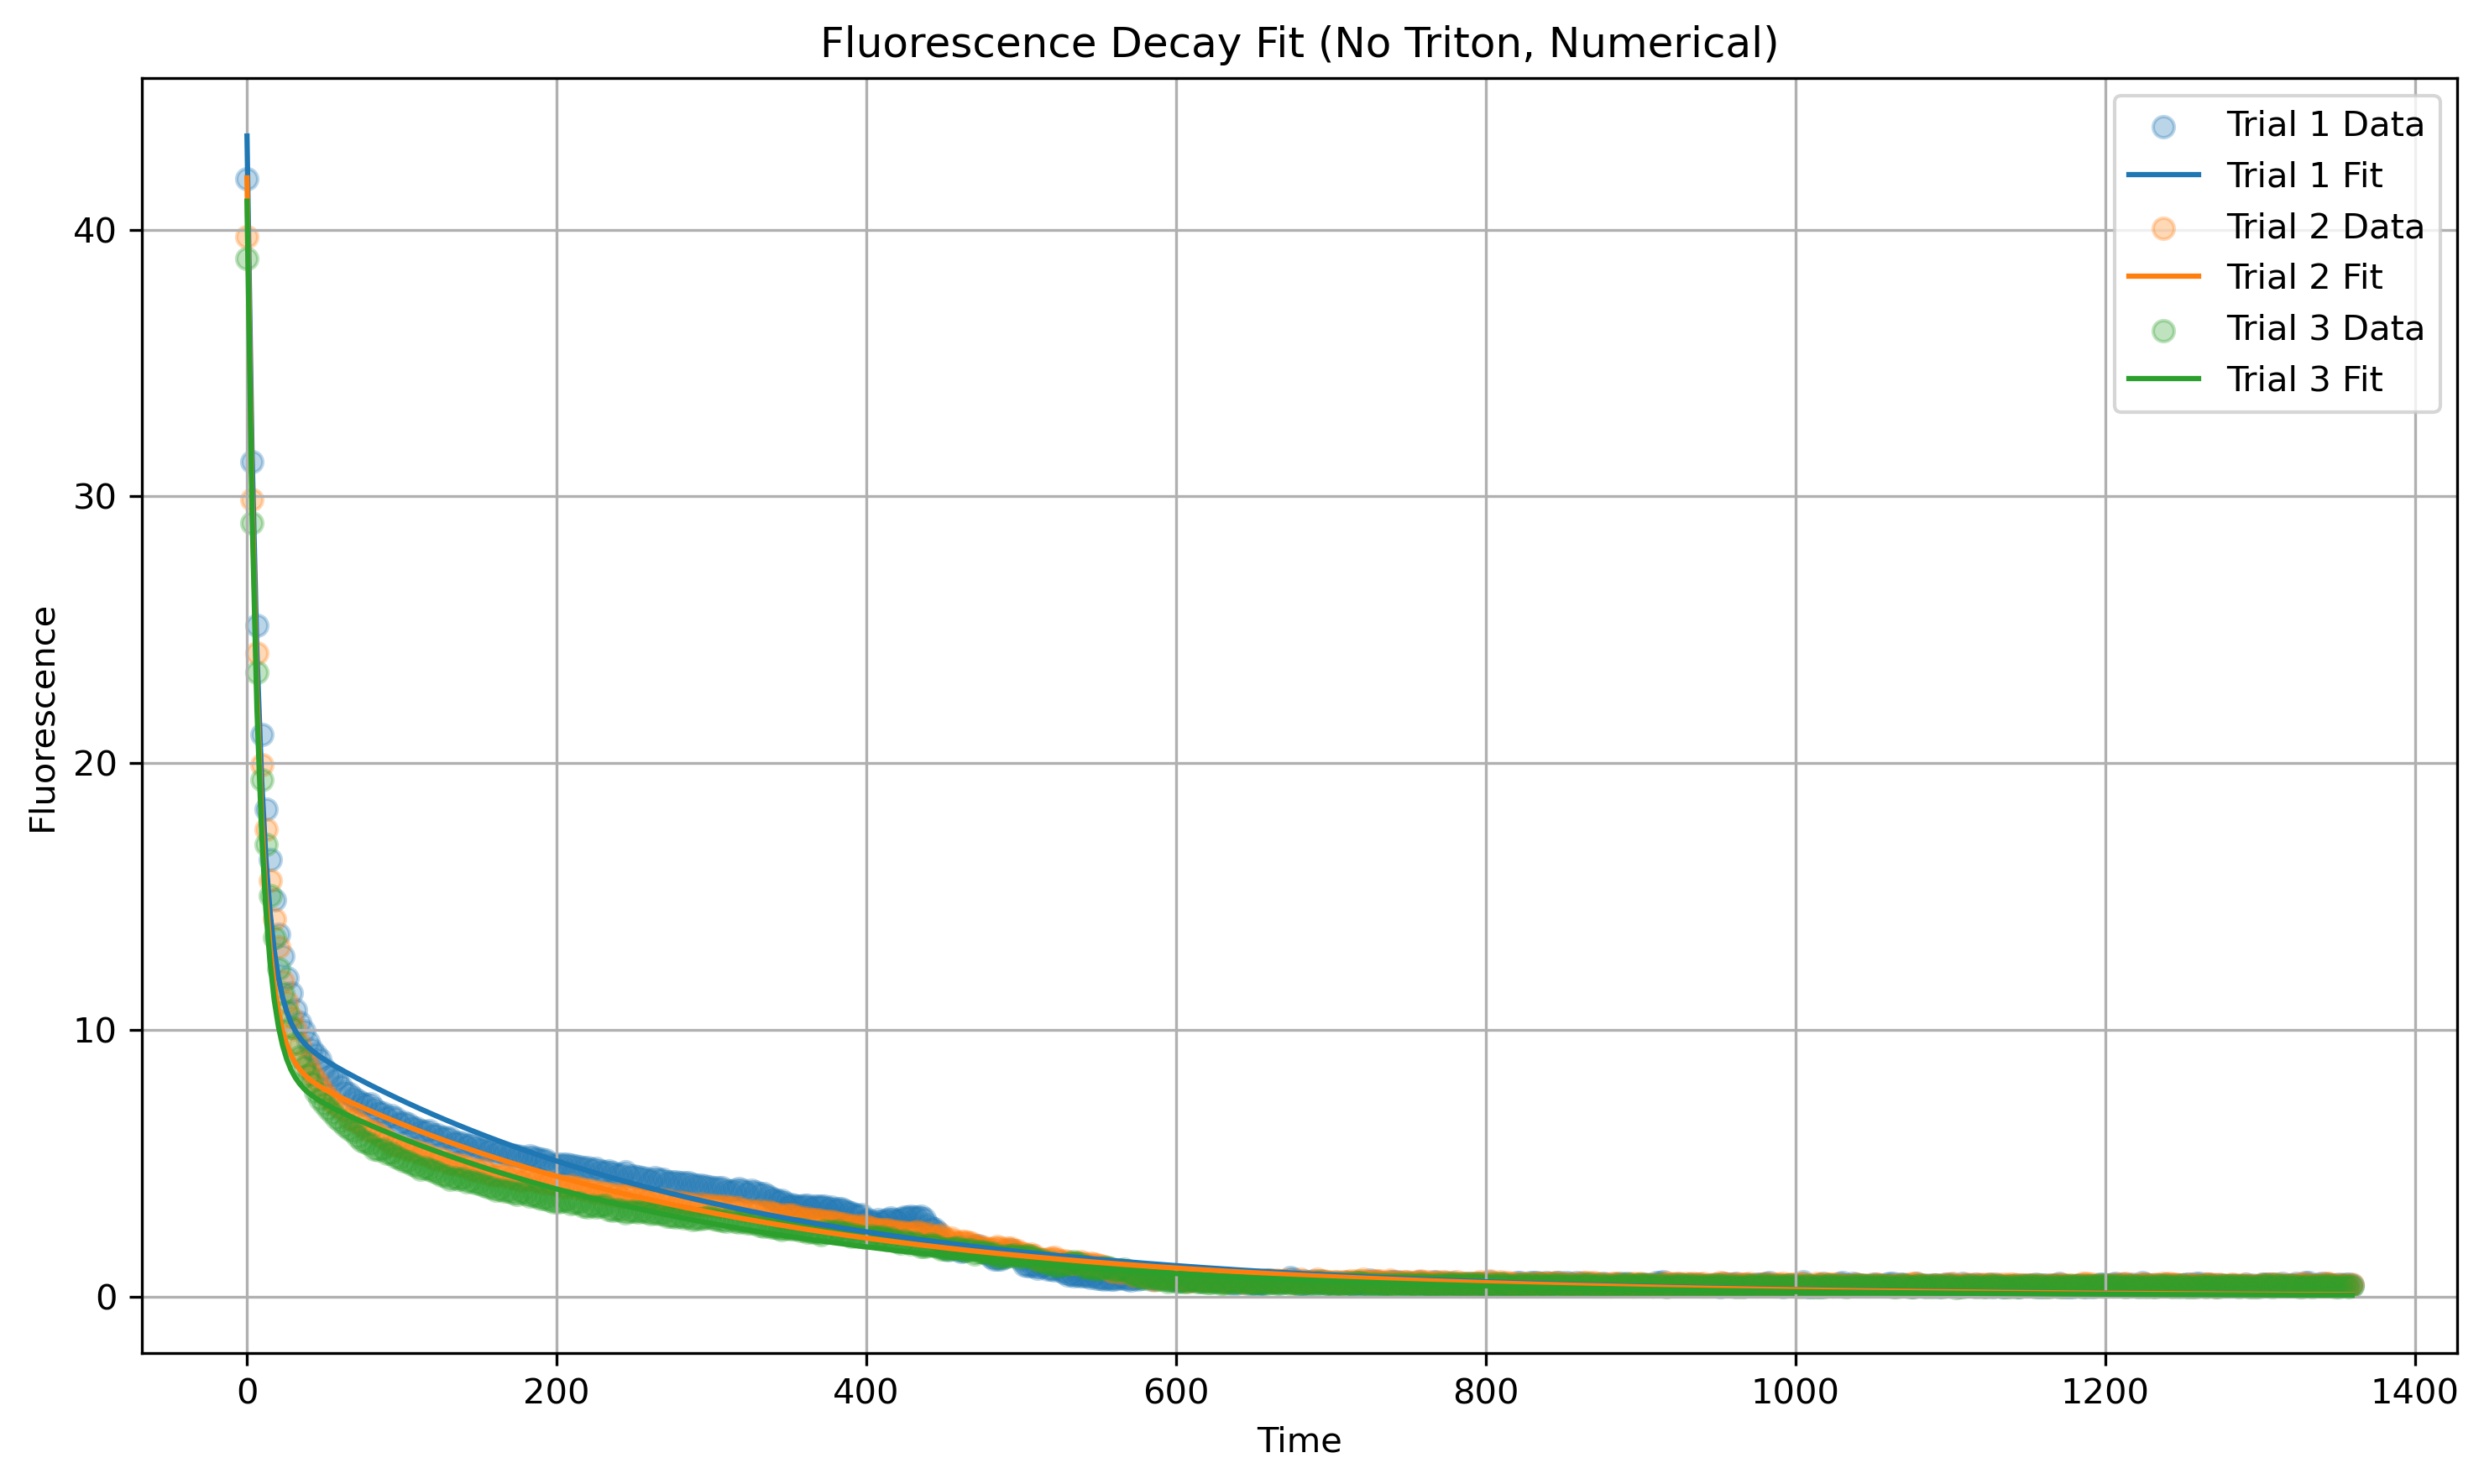 Fluorescence Decay Fit (No Triton, Numerical)
Trial 1 Data
Trial 1 Fit
Trial 2 Data
Trial 2 Fit
Trial 3 Data
Trial 3 Fit
Fluorescence
40
30
20
10
0
0 200 400 600 800 1000 1200 1400
Time